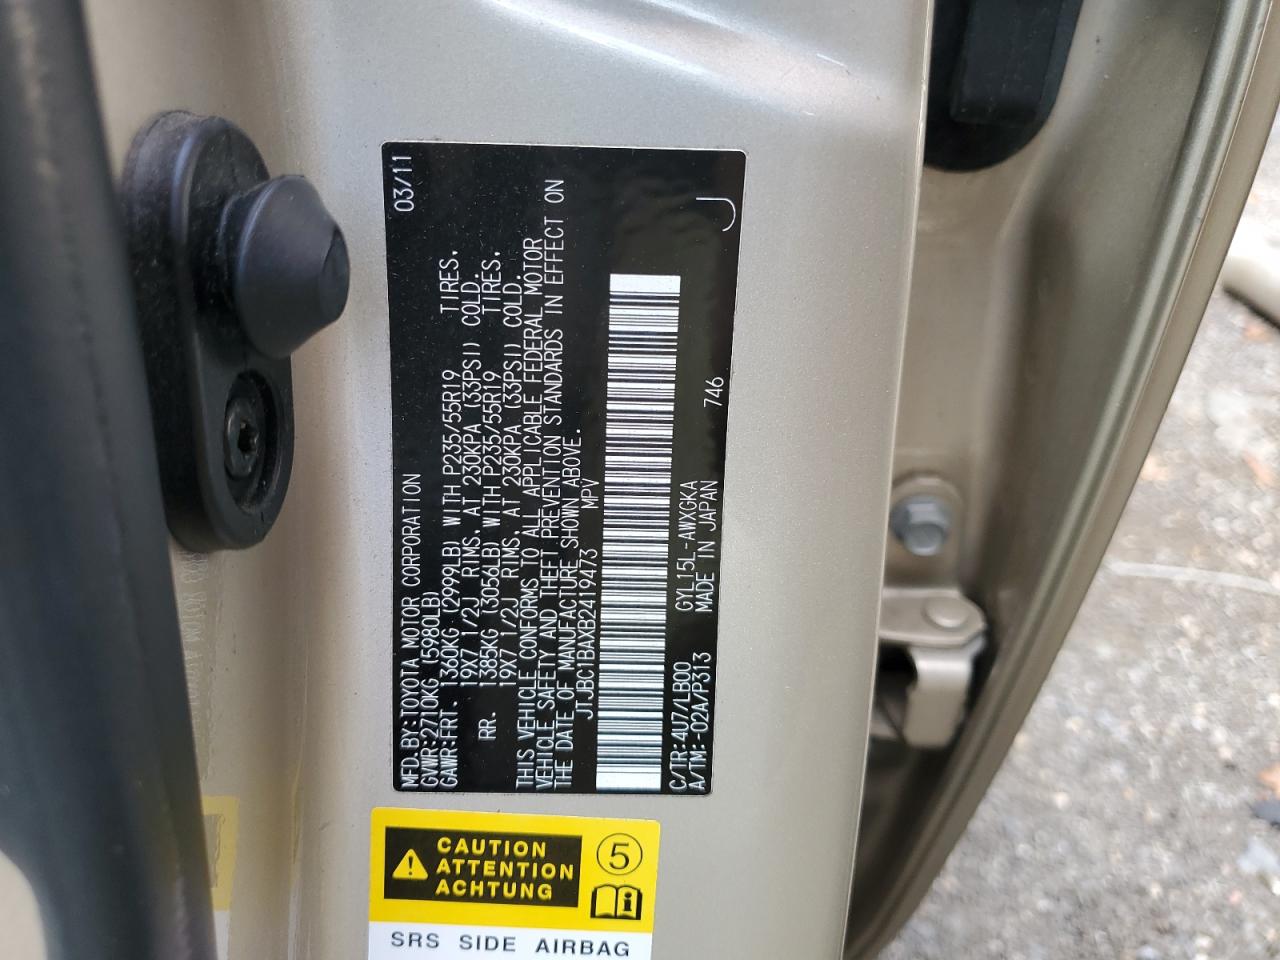 MFD. BY: TOYOTA MOTOR CORPORATION 03/11
GVWR: 2710KG (5980LB)
GAWR: FRT. 1360KG (2999LB) WITH P235/55R19 TIRES,
19X7 1/2J RIMS, AT 230KPA (33PSI) COLD.
RR. 1385KG (3056LB) WITH P235/55R19 TIRES,
19X7 1/2J RIMS, AT 230KPA (33PSI) COLD.
THIS VEHICLE CONFORMS TO ALL APPLICABLE FEDERAL MOTOR
VEHICLE SAFETY AND THEFT PREVENTION STANDARDS IN EFFECT ON
THE DATE OF MANUFACTURE SHOWN ABOVE.
JTJBC1BAXB2419473 MPV
C/TR: 4U7/LB00 GYL15L-AWXGKA
A/TM: -02A/P313 MADE IN JAPAN 746 J
CAUTION
ATTENTION
ACHTUNG
5
SRS SIDE AIRBAG